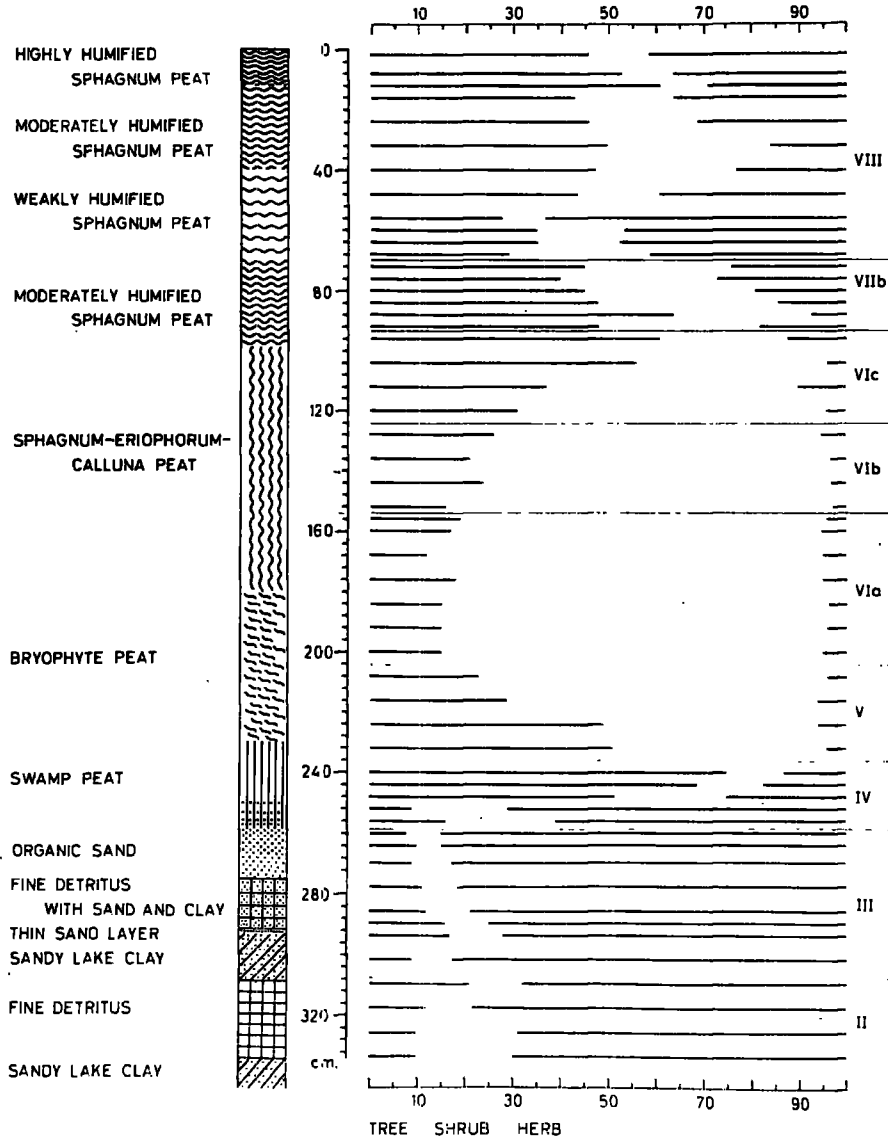 10 30 50 70 90
HIGHLY HUMIFIED
SPHAGNUM PEAT
MODERATELY HUMIFIED
SPHAGNUM PEAT
WEAKLY HUMIFIED
SPHAGNUM PEAT
MODERATELY HUMIFIED
SPHAGNUM PEAT
SPHAGNUM-ERIOPHORUM-
CALLUNA PEAT
BRYOPHYTE PEAT
SWAMP PEAT
ORGANIC SAND
FINE DETRITUS
WITH SAND AND CLAY
THIN SAND LAYER
SANDY LAKE CLAY
FINE DETRITUS
SANDY LAKE CLAY
0
40
80
120
160
200
240
280
320
c.m.
VIII
VIIb
VIc
VIb
VIa
V
IV
III
II
10 30 50 70 90
TREE SHRUB HERB